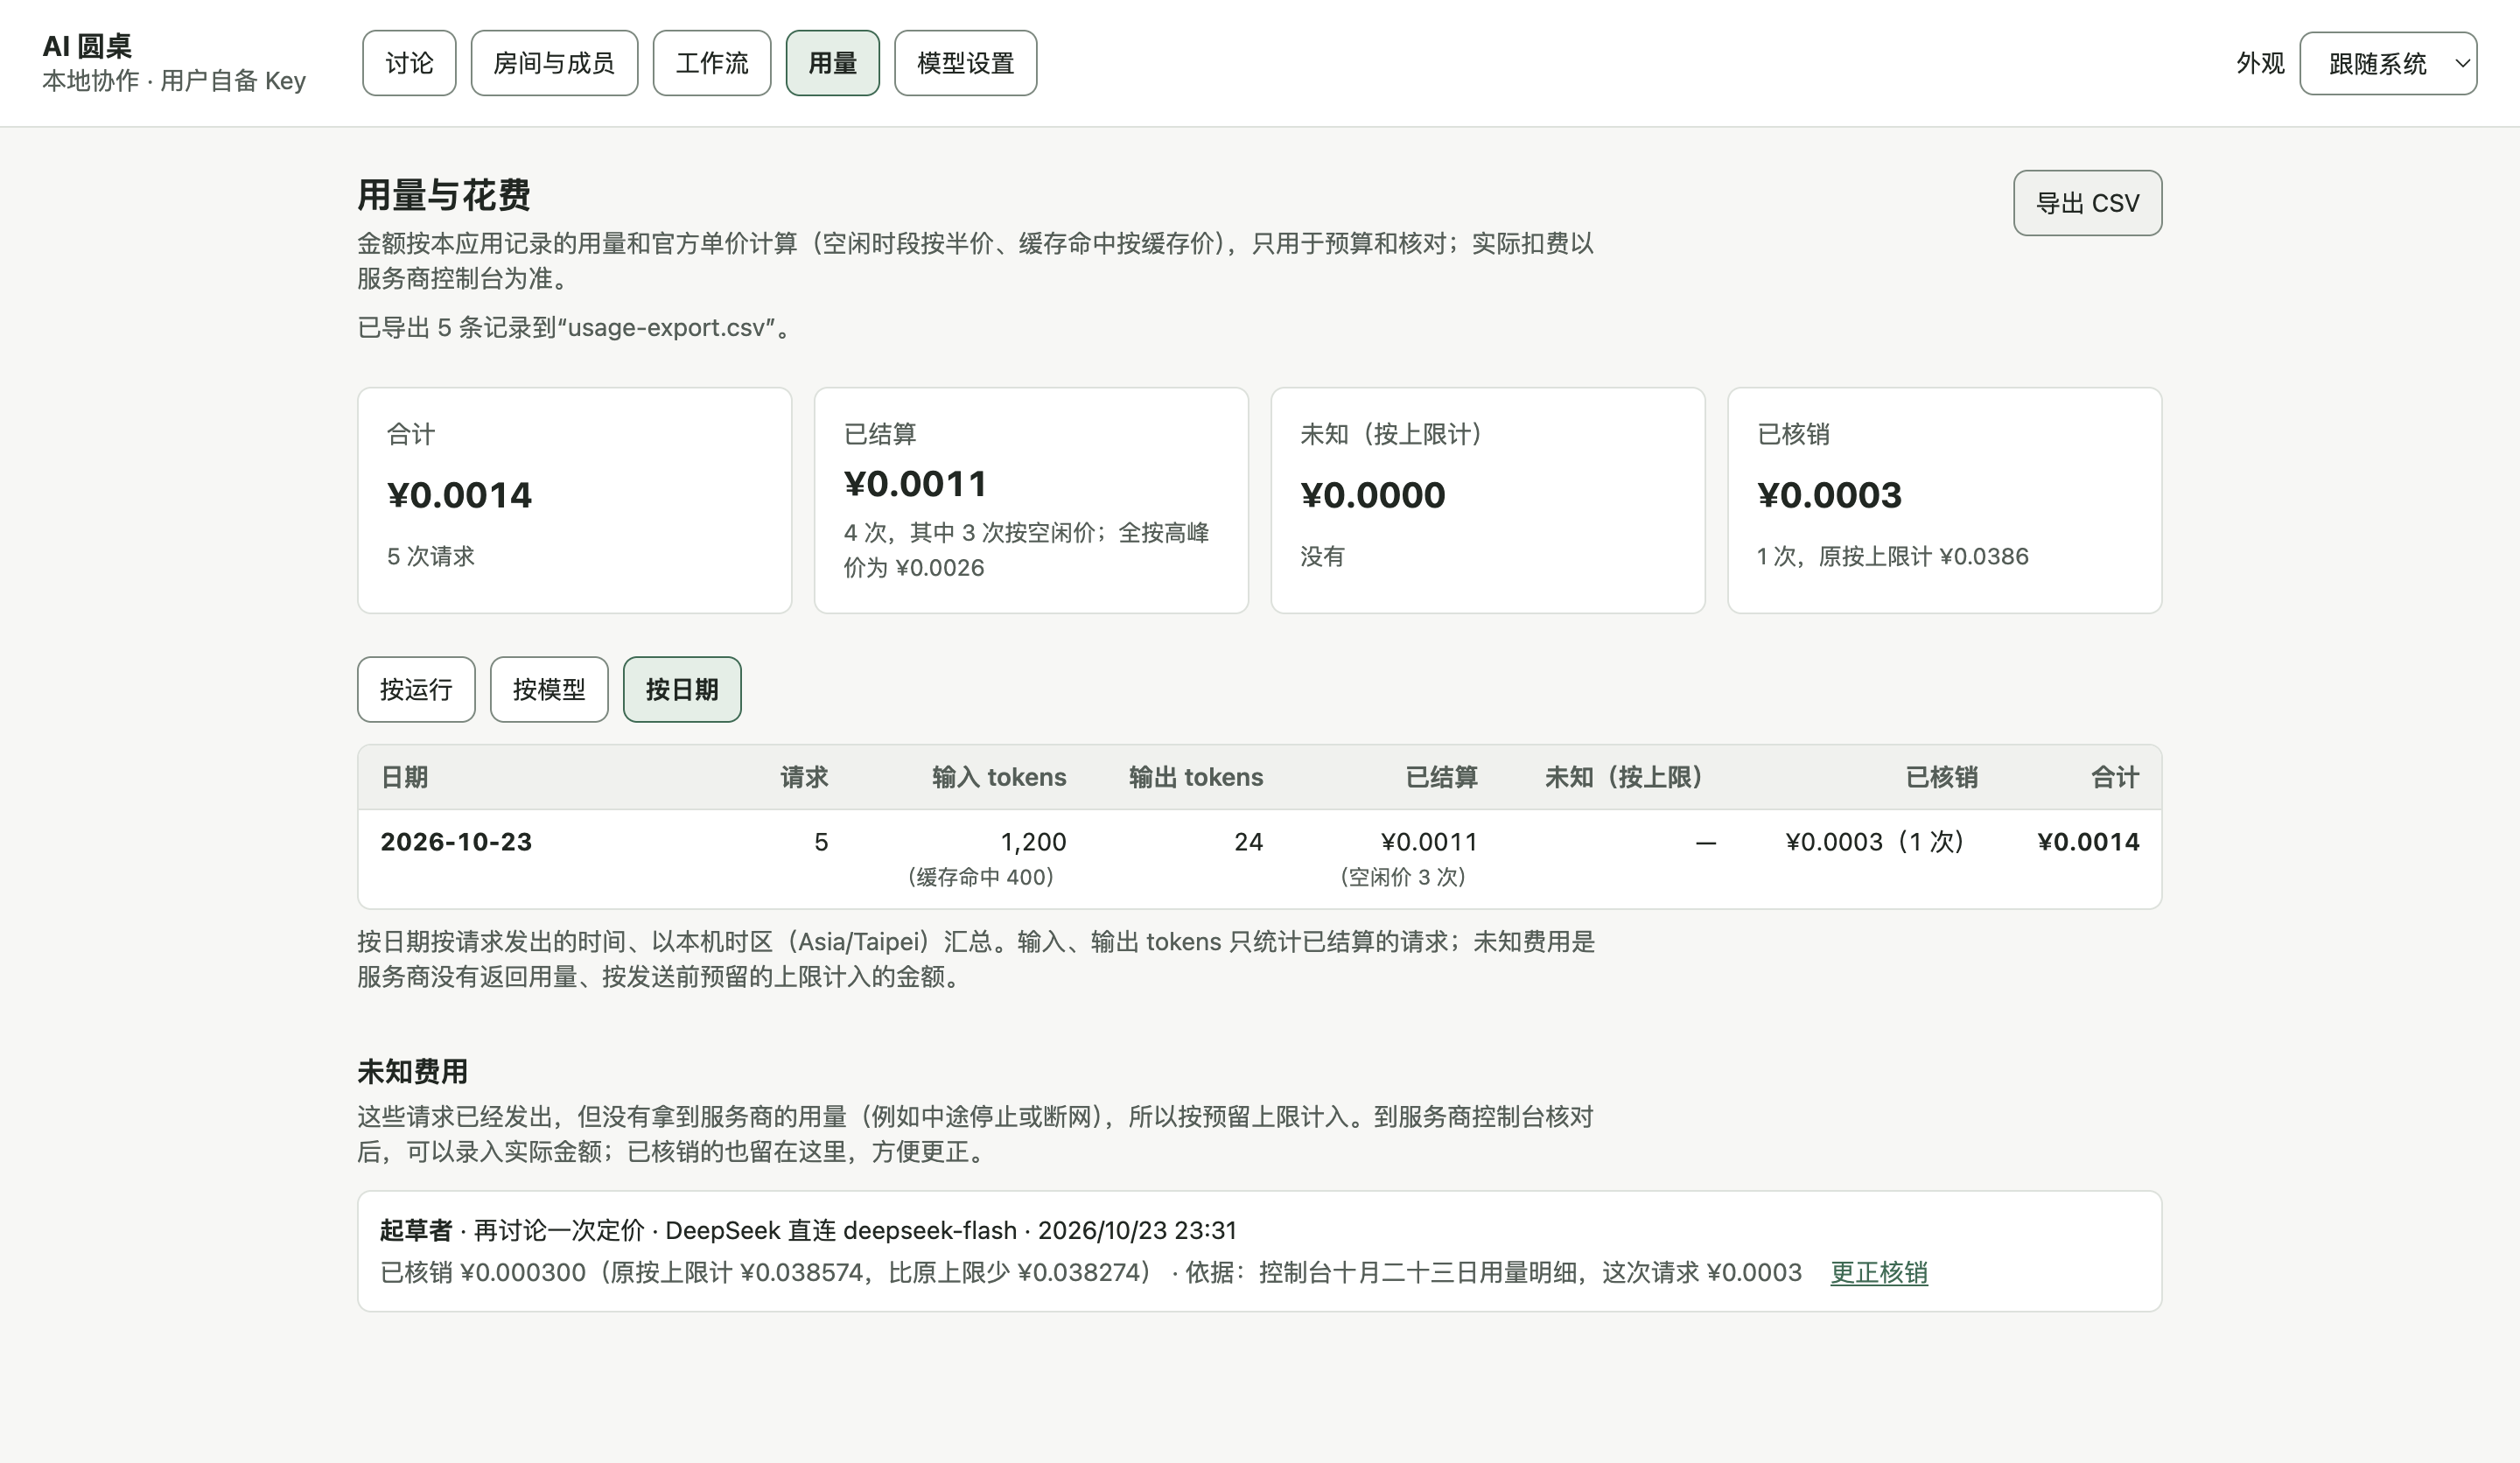 AI 圆桌
本地协作 · 用户自备 Key
讨论
房间与成员
工作流
用量
模型设置
外观
跟随系统
用量与花费
导出 CSV
金额按本应用记录的用量和官方单价计算（空闲时段按半价、缓存命中按缓存价），只用于预算和核对；实际扣费以
服务商控制台为准。
已导出 5 条记录到“usage-export.csv”。
合计
¥0.0014
5 次请求
已结算
¥0.0011
4 次，其中 3 次按空闲价；全按高峰
价为 ¥0.0026
未知（按上限计）
¥0.0000
没有
已核销
¥0.0003
1 次，原按上限计 ¥0.0386
按运行
按模型
按日期
日期 请求 输入 tokens 输出 tokens 已结算 未知（按上限） 已核销 合计
2026-10-23 5 1,200 24 ¥0.0011 — ¥0.0003（1 次） ¥0.0014
（缓存命中 400） （空闲价 3 次）
按日期按请求发出的时间、以本机时区（Asia/Taipei）汇总。输入、输出 tokens 只统计已结算的请求；未知费用是
服务商没有返回用量、按发送前预留的上限计入的金额。
未知费用
这些请求已经发出，但没有拿到服务商的用量（例如中途停止或断网），所以按预留上限计入。到服务商控制台核对
后，可以录入实际金额；已核销的也留在这里，方便更正。
起草者 · 再讨论一次定价 · DeepSeek 直连 deepseek-flash · 2026/10/23 23:31
已核销 ¥0.000300（原按上限计 ¥0.038574，比原上限少 ¥0.038274） · 依据：控制台十月二十三日用量明细，这次请求 ¥0.0003 更正核销